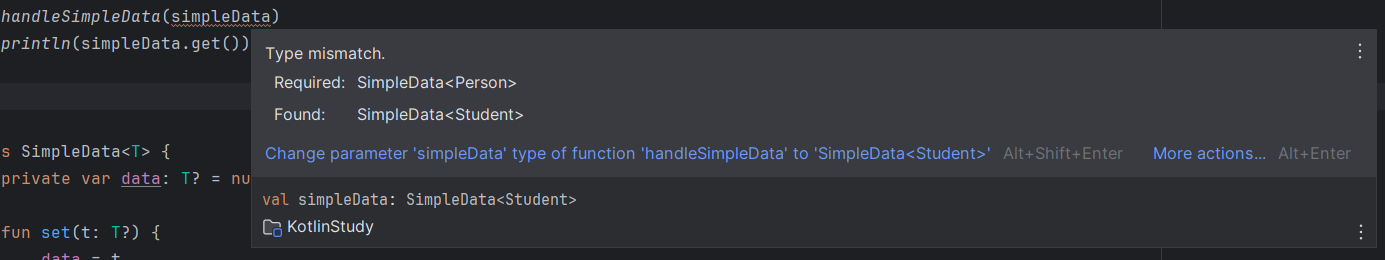 handleSimpleData(simpleData)
println(simpleData.get())
Type mismatch.
Required: SimpleData<Person>
Found: SimpleData<Student>
Change parameter 'simpleData' type of function 'handleSimpleData' to 'SimpleData<Student>' Alt+Shift+Enter More actions... Alt+Enter
val simpleData: SimpleData<Student>
KotlinStudy
s SimpleData<T> {
private var data: T? = nu
fun set(t: T?) {
data = t